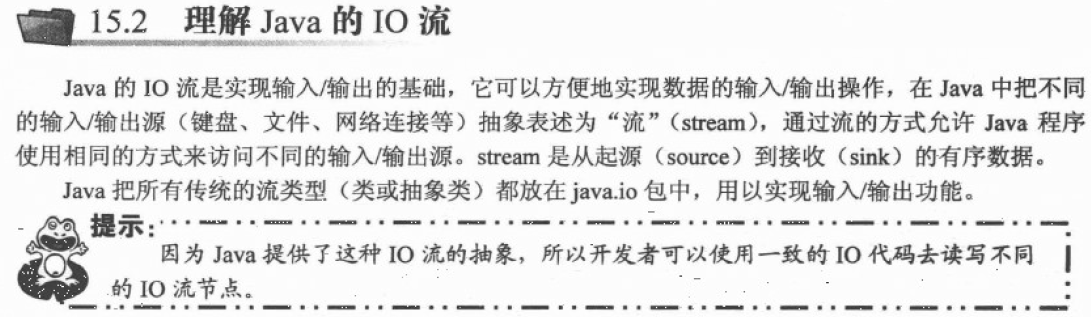 15.2 理解 Java 的 IO 流
Java 的 IO 流是实现输入/输出的基础，它可以方便地实现数据的输入/输出操作，在 Java 中把不同
的输入/输出源（键盘、文件、网络连接等）抽象表述为“流”（stream），通过流的方式允许 Java 程序
使用相同的方式来访问不同的输入/输出源。stream 是从起源（source）到接收（sink）的有序数据。
Java 把所有传统的流类型（类或抽象类）都放在 java.io 包中，用以实现输入/输出功能。
提示：
因为 Java 提供了这种 IO 流的抽象，所以开发者可以使用一致的 IO 代码去读写不同
的 IO 流节点。